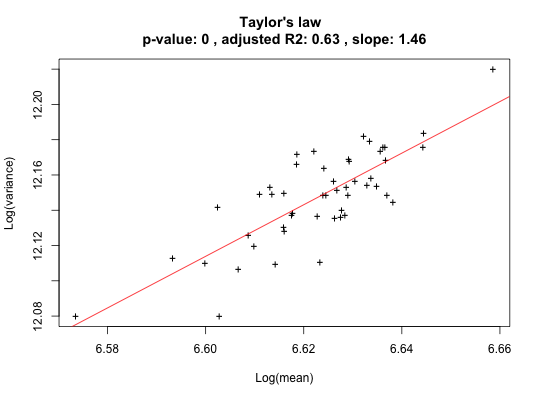 Taylor's law
p-value: 0 , adjusted R2: 0.63 , slope: 1.46
Log(variance)
12.20
12.16
12.12
12.08
6.58 6.60 6.62 6.64 6.66
Log(mean)